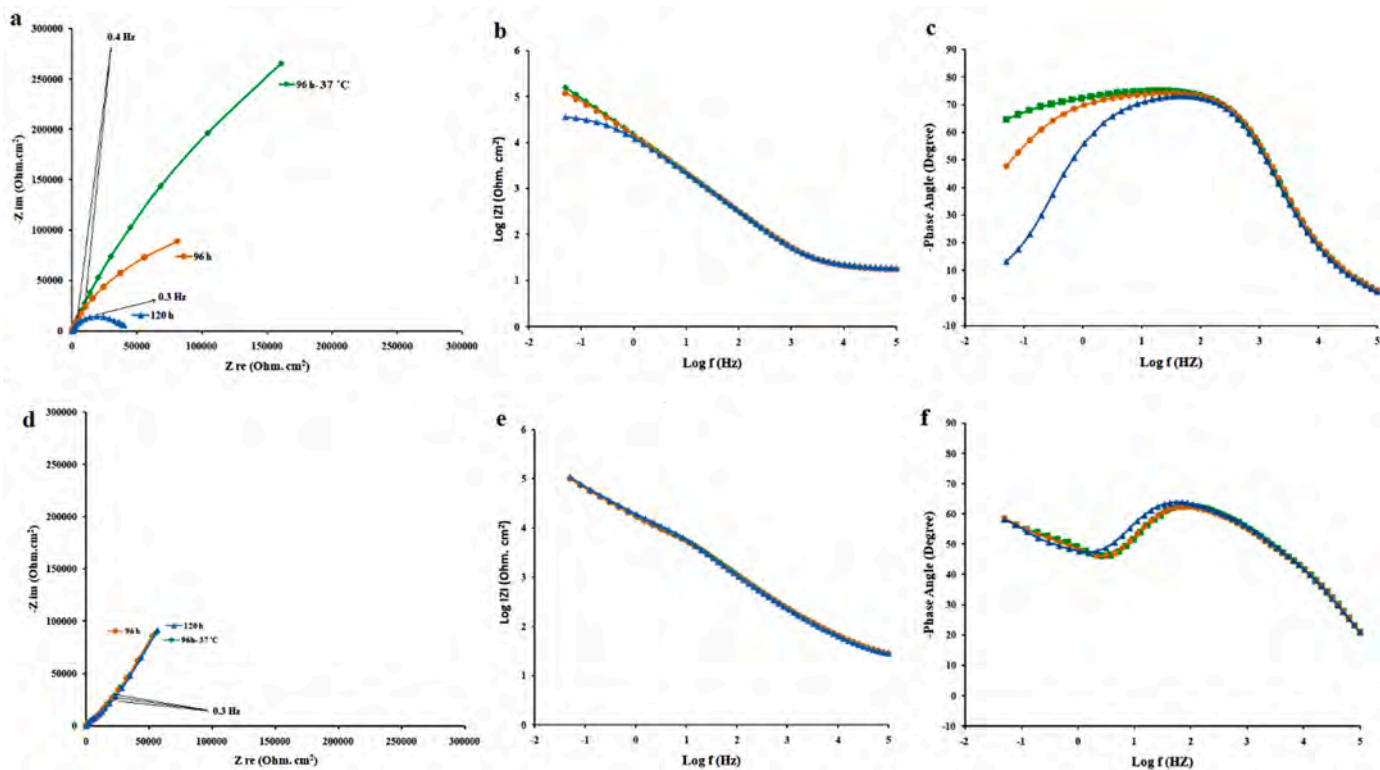 a
300000
250000
200000
150000
100000
50000
0
-Z im (Ohm.cm²)
0.4 Hz
96 h-37 °C
96 h
0.3 Hz
120 h
0 50000 100000 150000 200000 250000 300000
Z re (Ohm. cm²)
b
6
5
4
3
2
1
0
Log IZI (Ohm. cm²)
-2 -1 0 1 2 3 4 5
Log f (Hz)
c
90
80
70
60
50
40
30
20
10
0
-10
-Phase Angle (Degree)
-2 -1 0 1 2 3 4 5
Log f (HZ)
d
300000
250000
200000
150000
100000
50000
0
-Z im (Ohm.cm²)
96 h
120 h
96h-37 °C
0.3 Hz
0 50000 100000 150000 200000 250000 300000
Z re (Ohm. cm²)
e
6
5
4
3
2
1
0
Log IZI (Ohm. cm²)
-2 -1 0 1 2 3 4 5
Log f (Hz)
f
90
80
70
60
50
40
30
20
10
0
-10
-Phase Angle (Degree)
-2 -1 0 1 2 3 4 5
Log f (HZ)